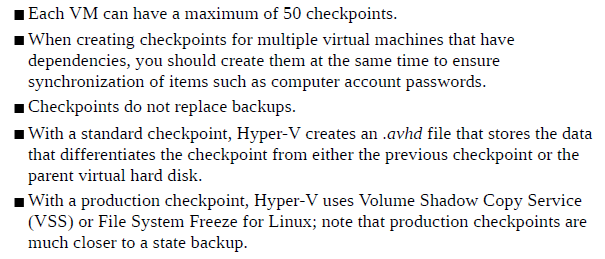 ■ Each VM can have a maximum of 50 checkpoints.
■ When creating checkpoints for multiple virtual machines that have
dependencies, you should create them at the same time to ensure
synchronization of items such as computer account passwords.
■ Checkpoints do not replace backups.
■ With a standard checkpoint, Hyper-V creates an .avhd file that stores the data
that differentiates the checkpoint from either the previous checkpoint or the
parent virtual hard disk.
■ With a production checkpoint, Hyper-V uses Volume Shadow Copy Service
(VSS) or File System Freeze for Linux; note that production checkpoints are
much closer to a state backup.